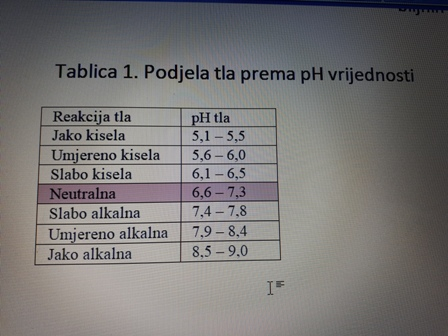 Tablica 1. Podjela tla prema pH vrijednosti
Reakcija tla pH tla
Jako kisela 5,1 – 5,5
Umjereno kisela 5,6 – 6,0
Slabo kisela 6,1 – 6,5
Neutralna 6,6 – 7,3
Slabo alkalna 7,4 – 7,8
Umjereno alkalna 7,9 – 8,4
Jako alkalna 8,5 – 9,0